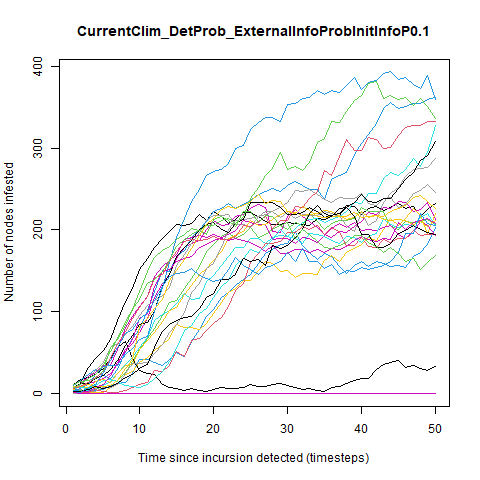 CurrentClim_DetProb_ExternalInfoProbInitInfoP0.1
Number of nodes infested
400
300
200
100
0
0 10 20 30 40 50
Time since incursion detected (timesteps)